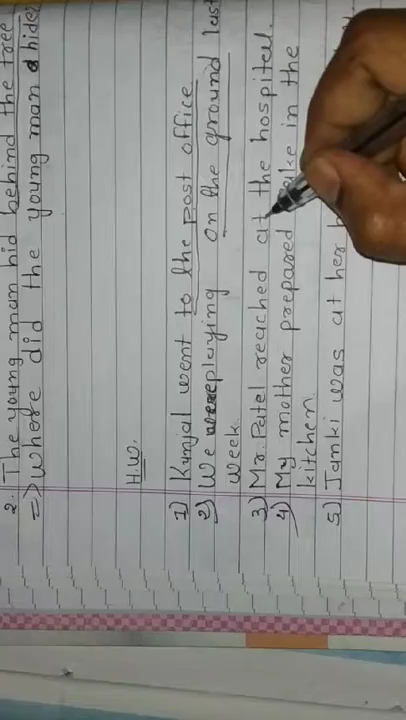 2. The young man hid behind the tree
=> Where did the young man hide?
H.W.
1) Kunjal went to the post office
2) We were playing on the ground last
week.
3) Mr. Patel reached at the hospital.
4) My mother prepared in the
kitchen.
5) Janki was at her